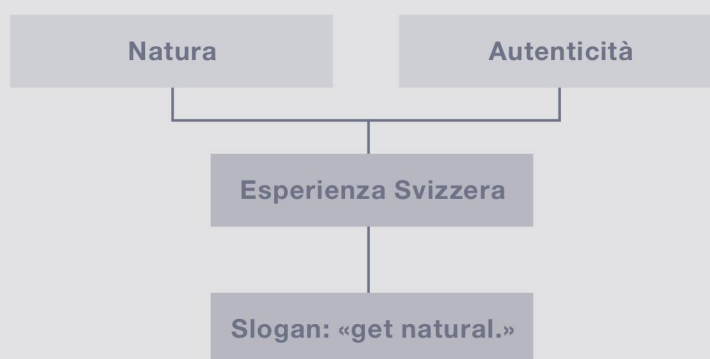 Natura
Autenticità
Esperienza Svizzera
Slogan: «get natural.»